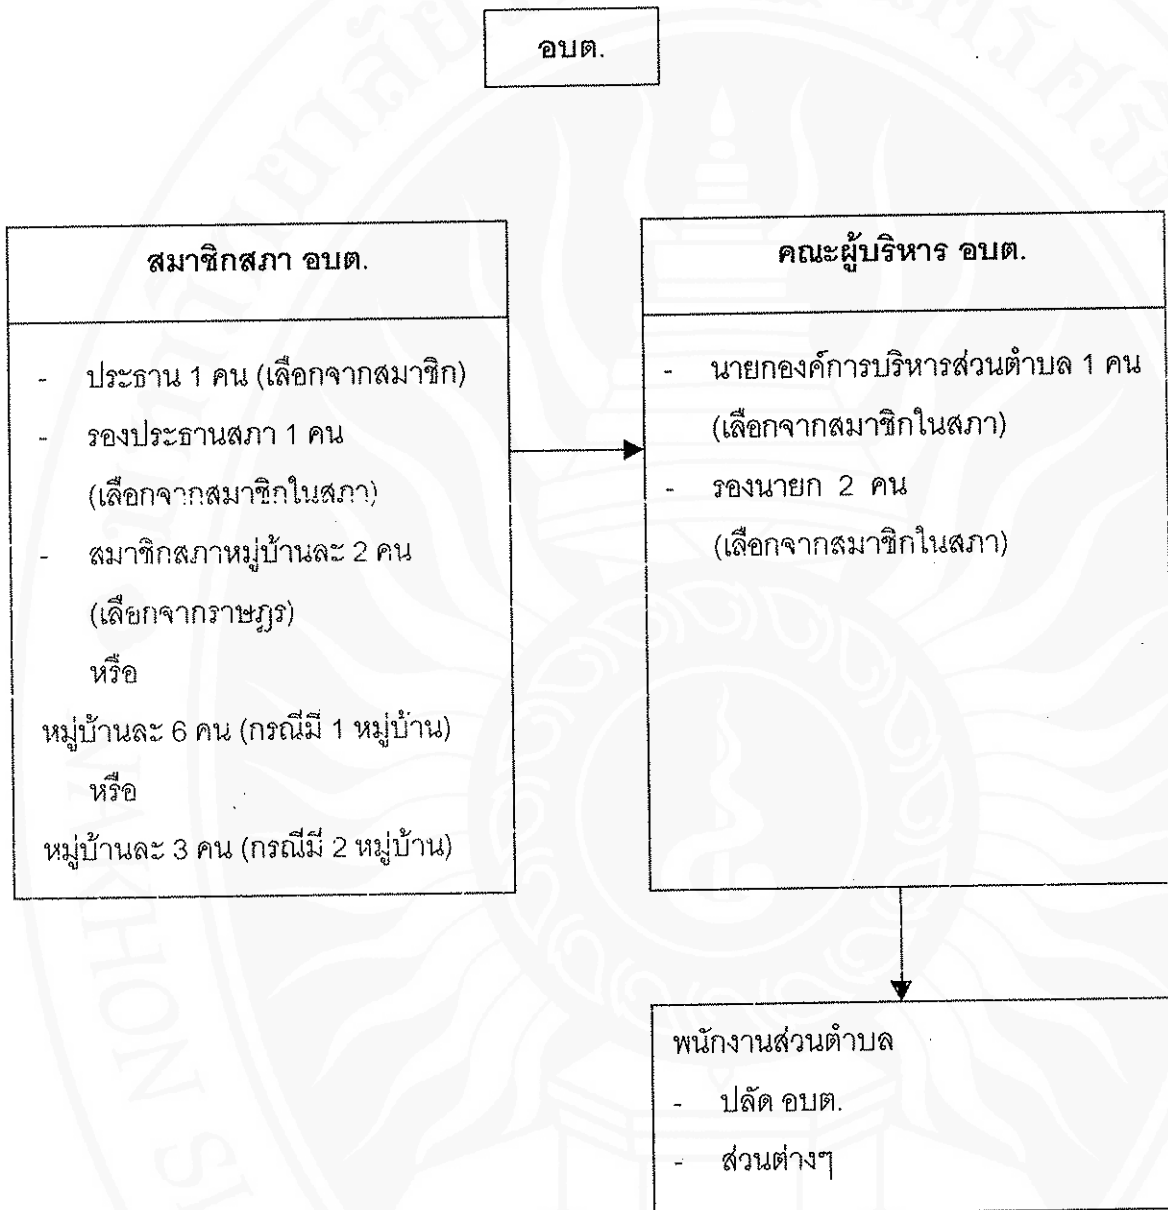 อบต.
สมาชิกสภา อบต.
- ประธาน 1 คน (เลือกจากสมาชิก)
- รองประธานสภา 1 คน
(เลือกจากสมาชิกในสภา)
- สมาชิกสภาหมู่บ้านละ 2 คน
(เลือกจากราษฎร)
หรือ
หมู่บ้านละ 6 คน (กรณีมี 1 หมู่บ้าน)
หรือ
หมู่บ้านละ 3 คน (กรณีมี 2 หมู่บ้าน)
คณะผู้บริหาร อบต.
- นายกองค์การบริหารส่วนตำบล 1 คน
(เลือกจากสมาชิกในสภา)
- รองนายก 2 คน
(เลือกจากสมาชิกในสภา)
พนักงานส่วนตำบล
- ปลัด อบต.
- ส่วนต่างๆ
NAKHON